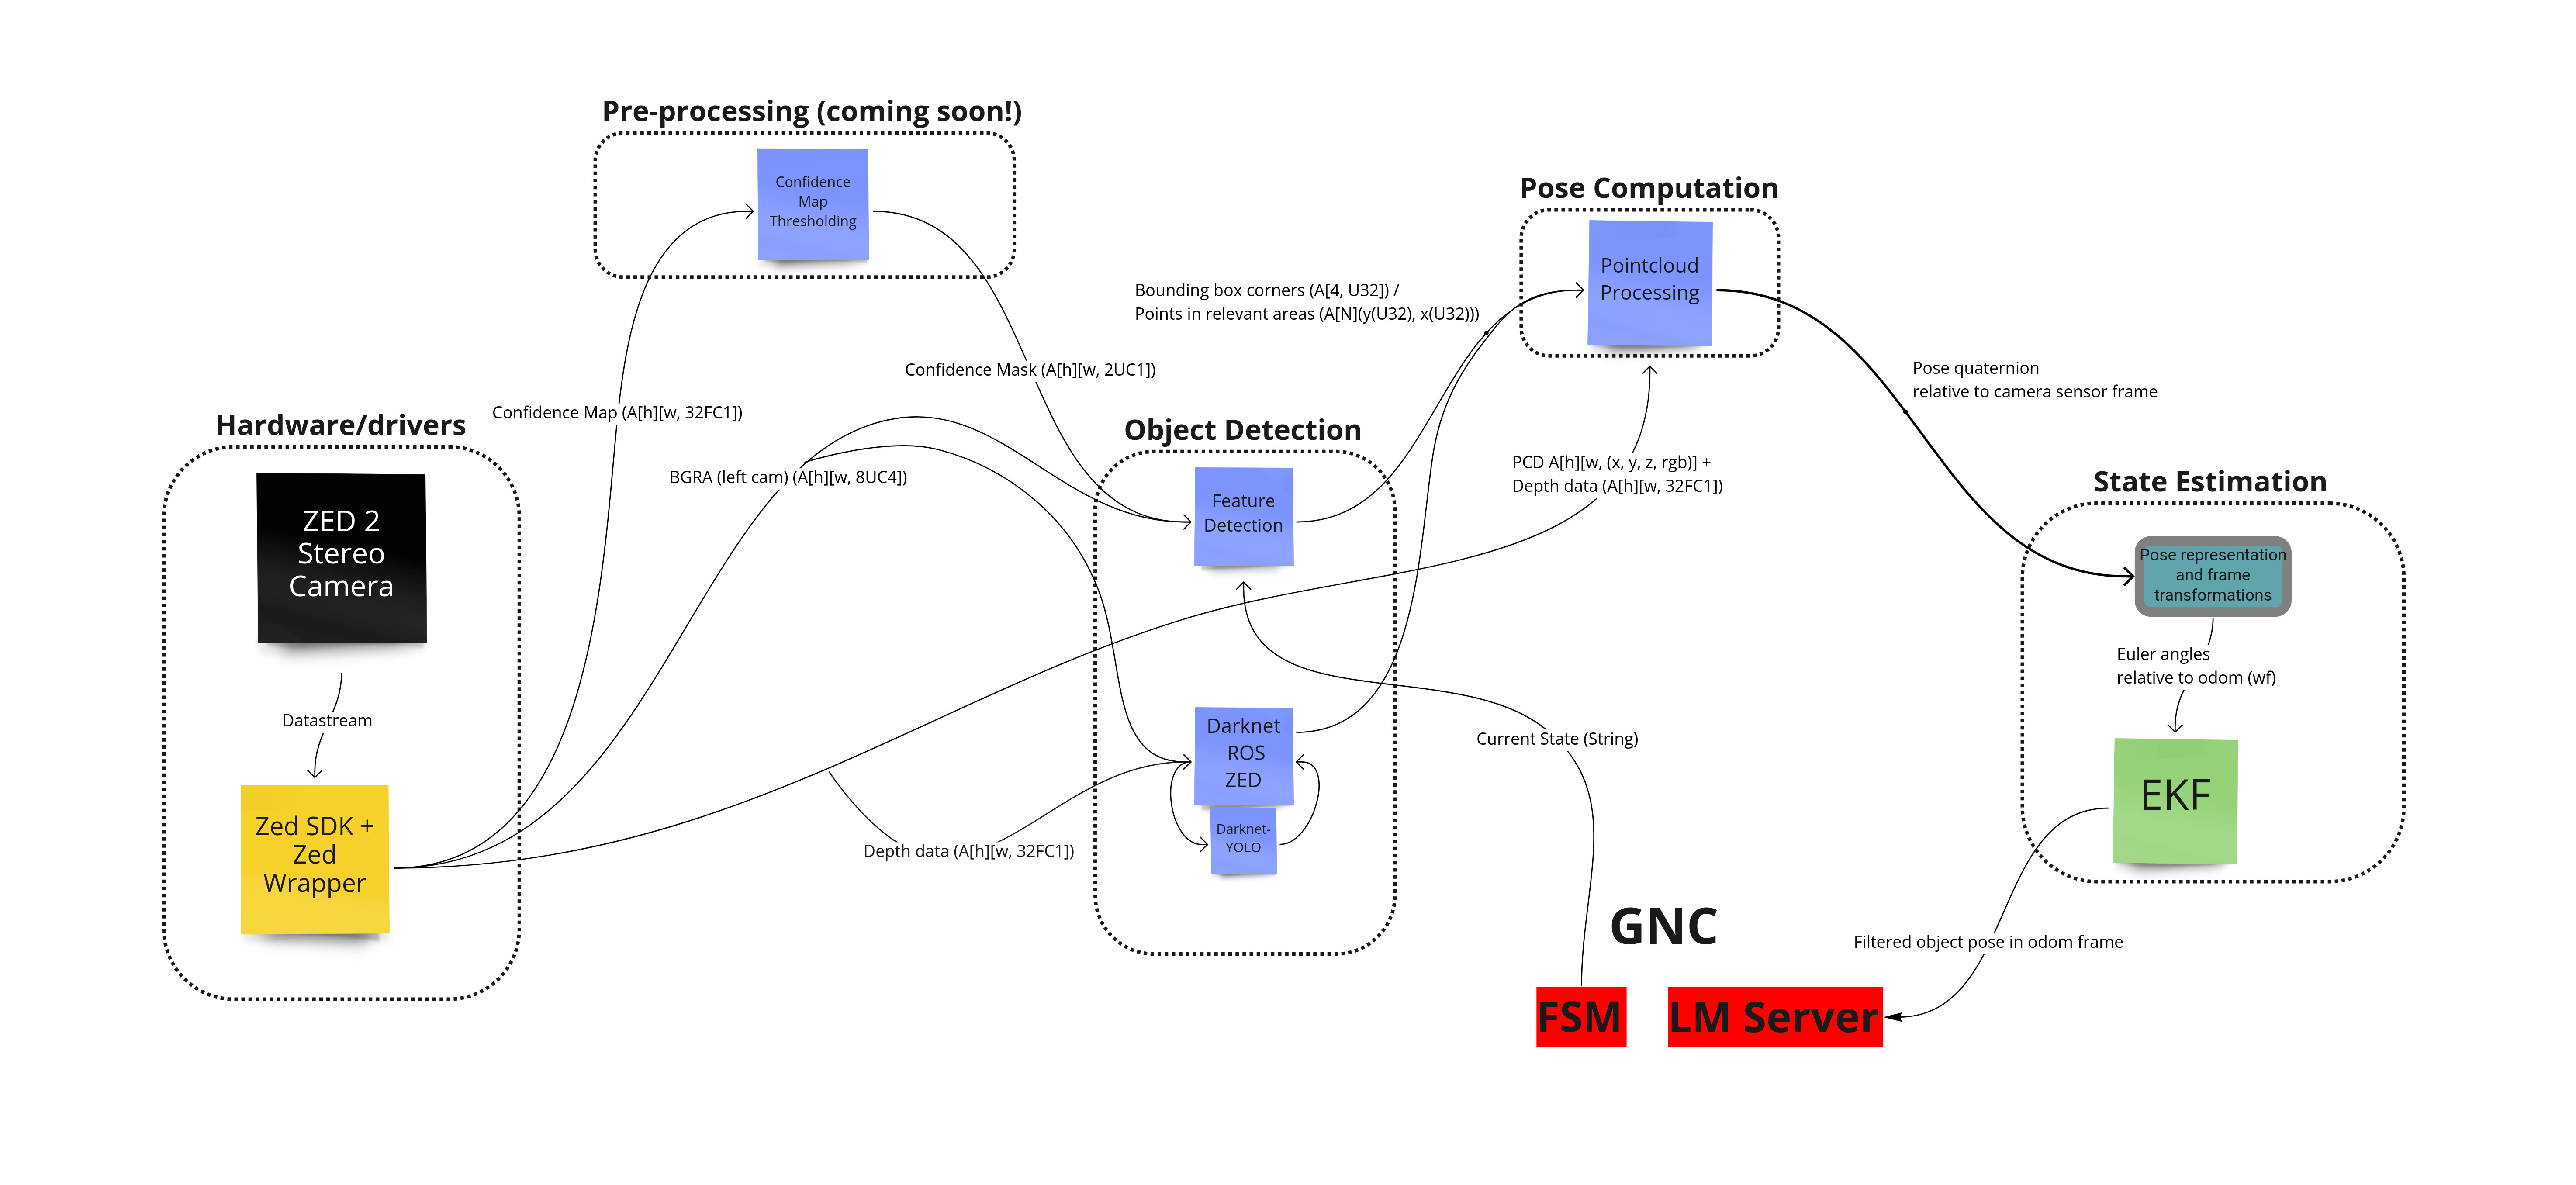 Pre-processing (coming soon!)
Confidence
Map
Thresholding
Pose Computation
Pointcloud
Processing
Bounding box corners (A[4, U32]) /
Points in relevant areas (A[N](y(U32), x(U32)))
Confidence Mask (A[h][w, 2UC1])
Pose quaternion
relative to camera sensor frame
Confidence Map (A[h][w, 32FC1])
Hardware/drivers
ZED 2
Stereo
Camera
Datastream
Zed SDK +
Zed
Wrapper
BGRA (left cam) (A[h][w, 8UC4])
Object Detection
Feature
Detection
PCD A[h][w, (x, y, z, rgb)] +
Depth data (A[h][w, 32FC1])
Darknet
ROS
ZED
Darknet-
YOLO
Depth data (A[h][w, 32FC1])
Current State (String)
State Estimation
Pose representation
and frame
transformations
Euler angles
relative to odom (wf)
EKF
Filtered object pose in odom frame
GNC
FSM
LM Server